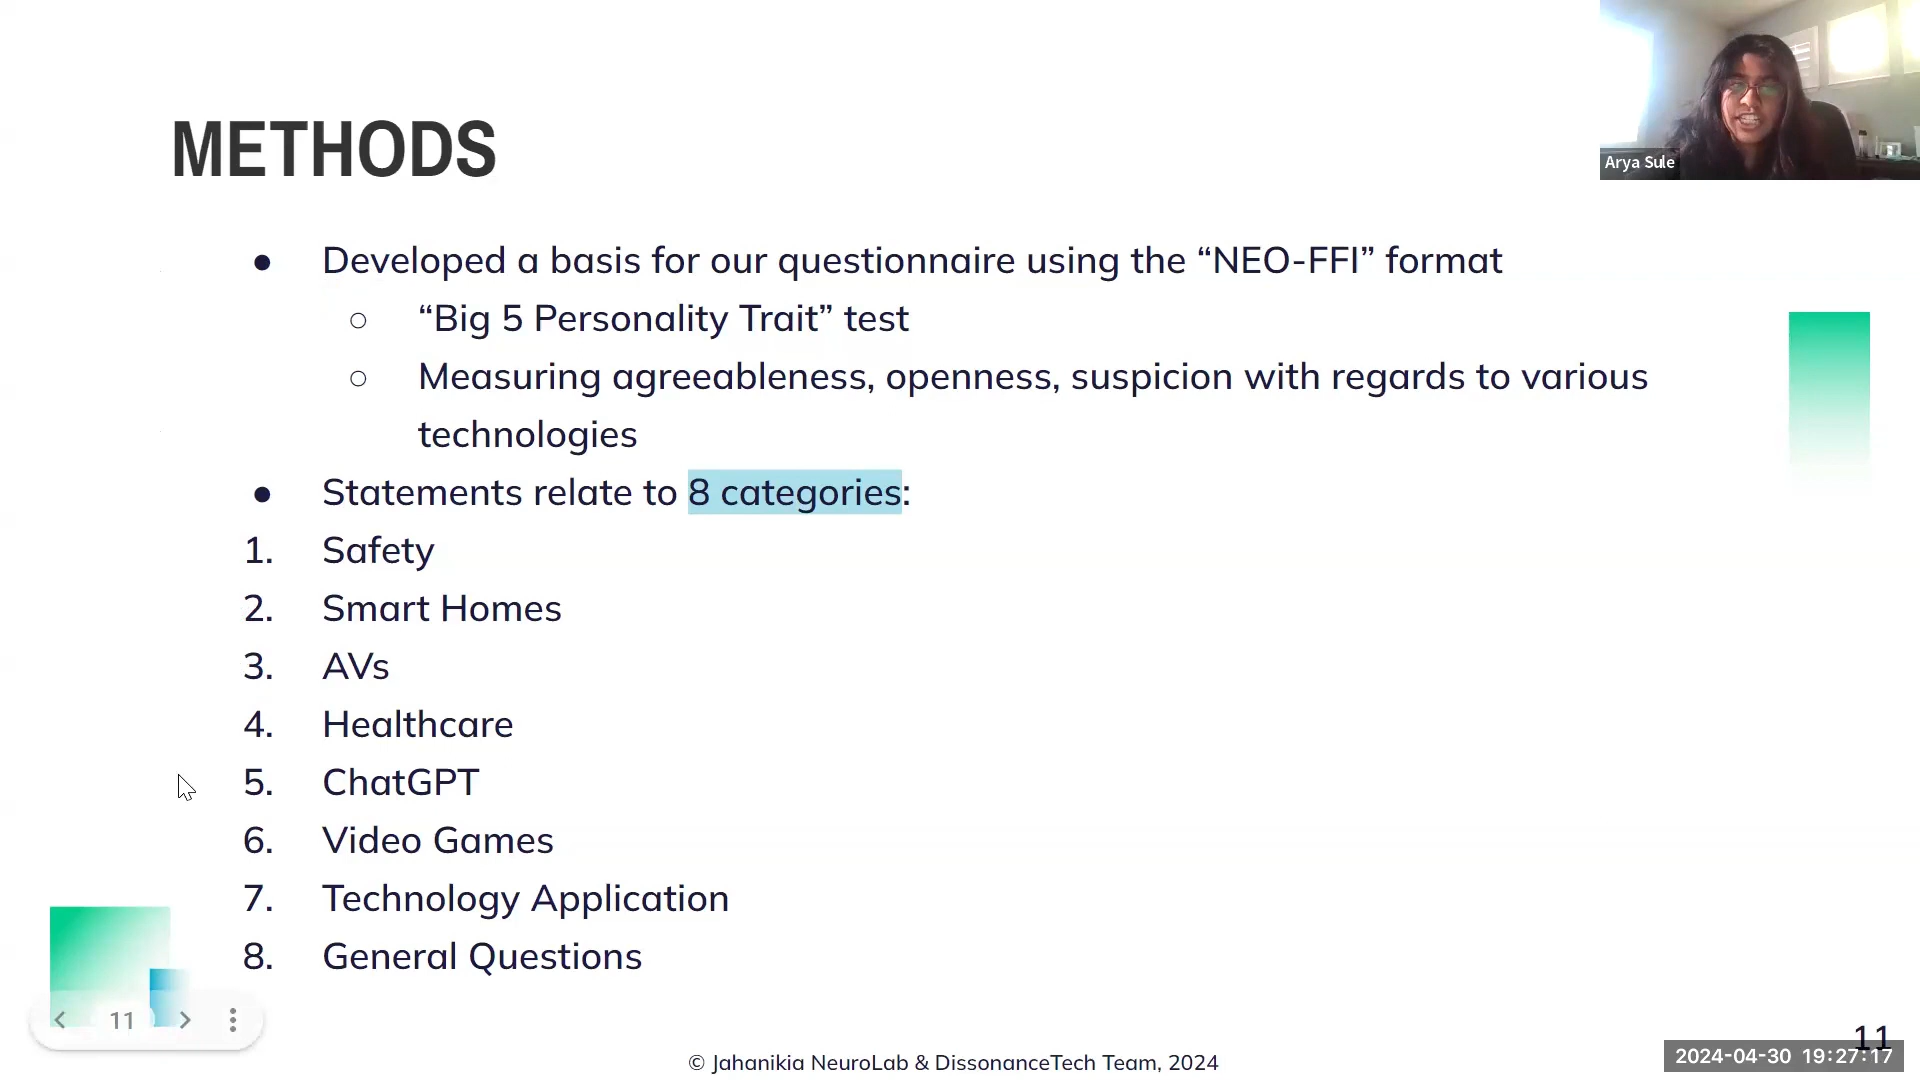 METHODS
Arya Sule
● Developed a basis for our questionnaire using the “NEO-FFI” format
○ “Big 5 Personality Trait” test
○ Measuring agreeableness, openness, suspicion with regards to various
technologies
● Statements relate to 8 categories:
1. Safety
2. Smart Homes
3. AVs
4. Healthcare
5. ChatGPT
6. Video Games
7. Technology Application
8. General Questions
11
11
© Jahanikia NeuroLab & DissonanceTech Team, 2024
2024-04-30 19:27:17